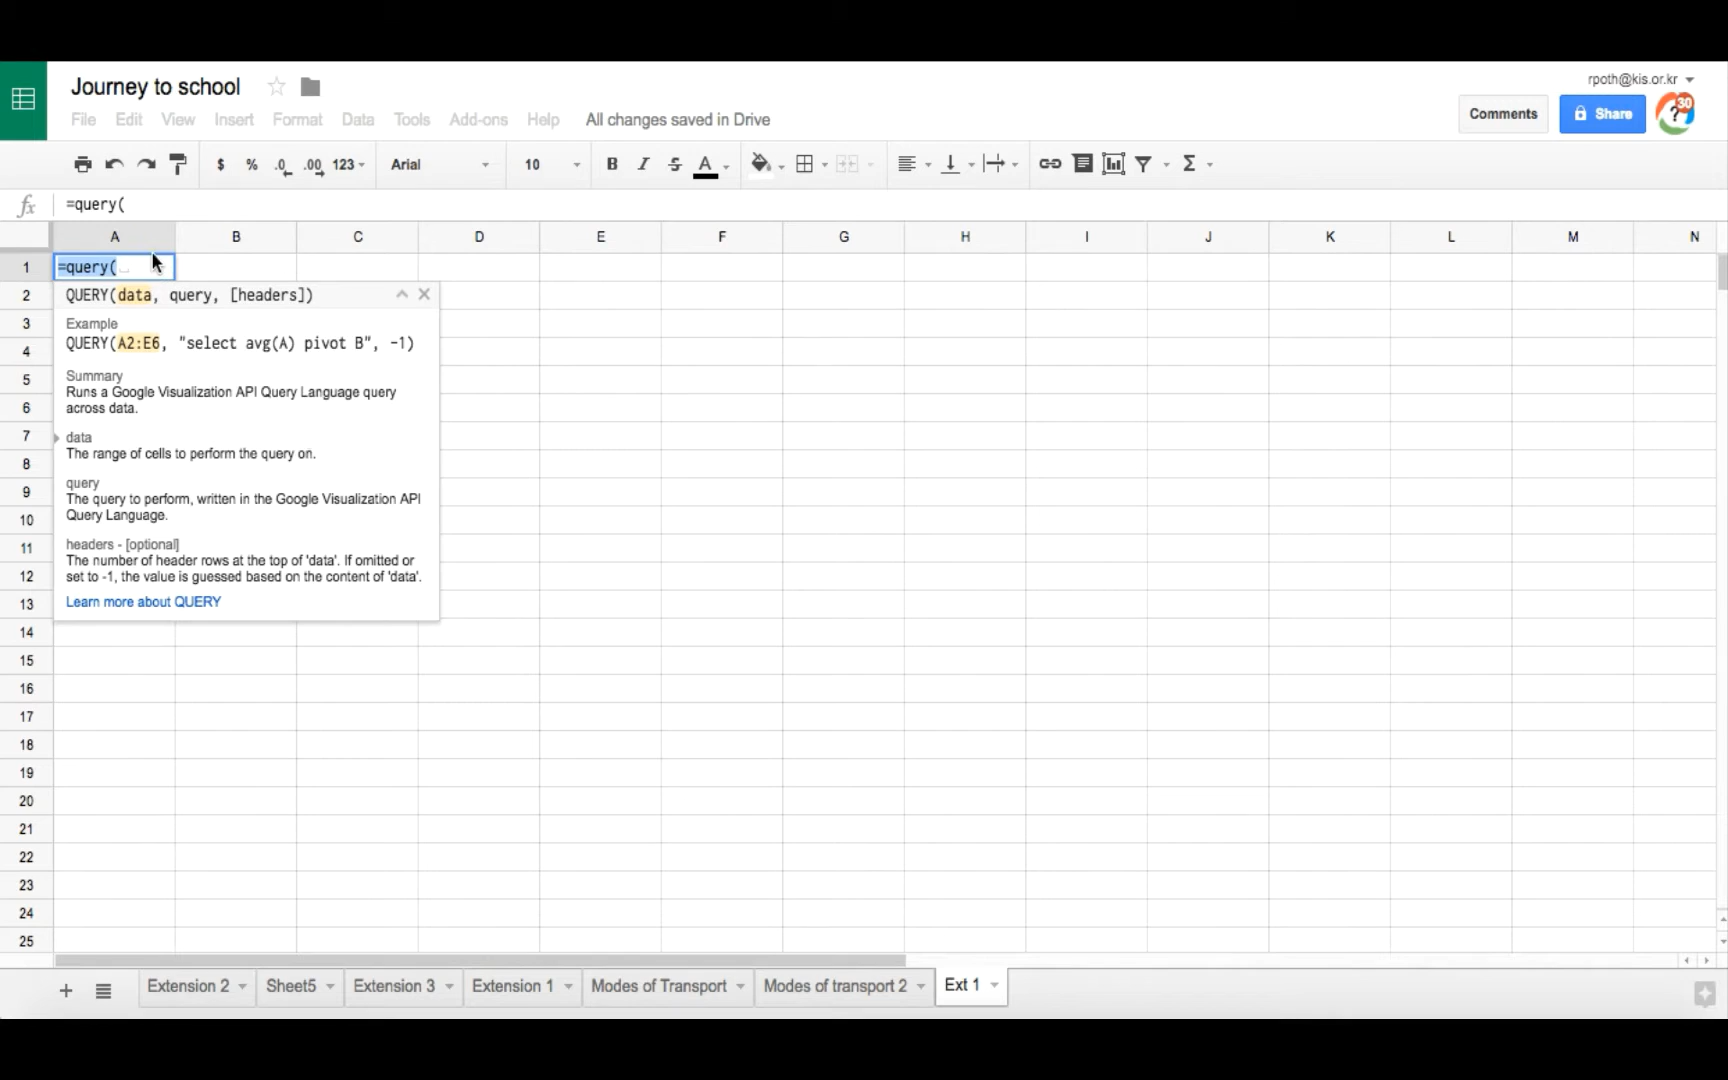 Journey to school
rpoth@kis.or.kr
File Edit View Insert Format Data Tools Add-ons Help All changes saved in Drive
Comments Share 30
$ % .0 .00 123 Arial 10 B I S A Σ
fx =query(
A B C D E F G H I J K L M N
1 =query(
2 QUERY(data, query, [headers])
3 Example
4 QUERY(A2:E6, "select avg(A) pivot B", -1)
5 Summary
Runs a Google Visualization API Query Language query
6 across data.
7 data
8 The range of cells to perform the query on.
9 query
The query to perform, written in the Google Visualization API
10 Query Language.
11 headers - [optional]
The number of header rows at the top of 'data'. If omitted or
12 set to -1, the value is guessed based on the content of 'data'.
13 Learn more about QUERY
14
15
16
17
18
19
20
21
22
23
24
25
Extension 2 Sheet5 Extension 3 Extension 1 Modes of Transport Modes of transport 2 Ext 1